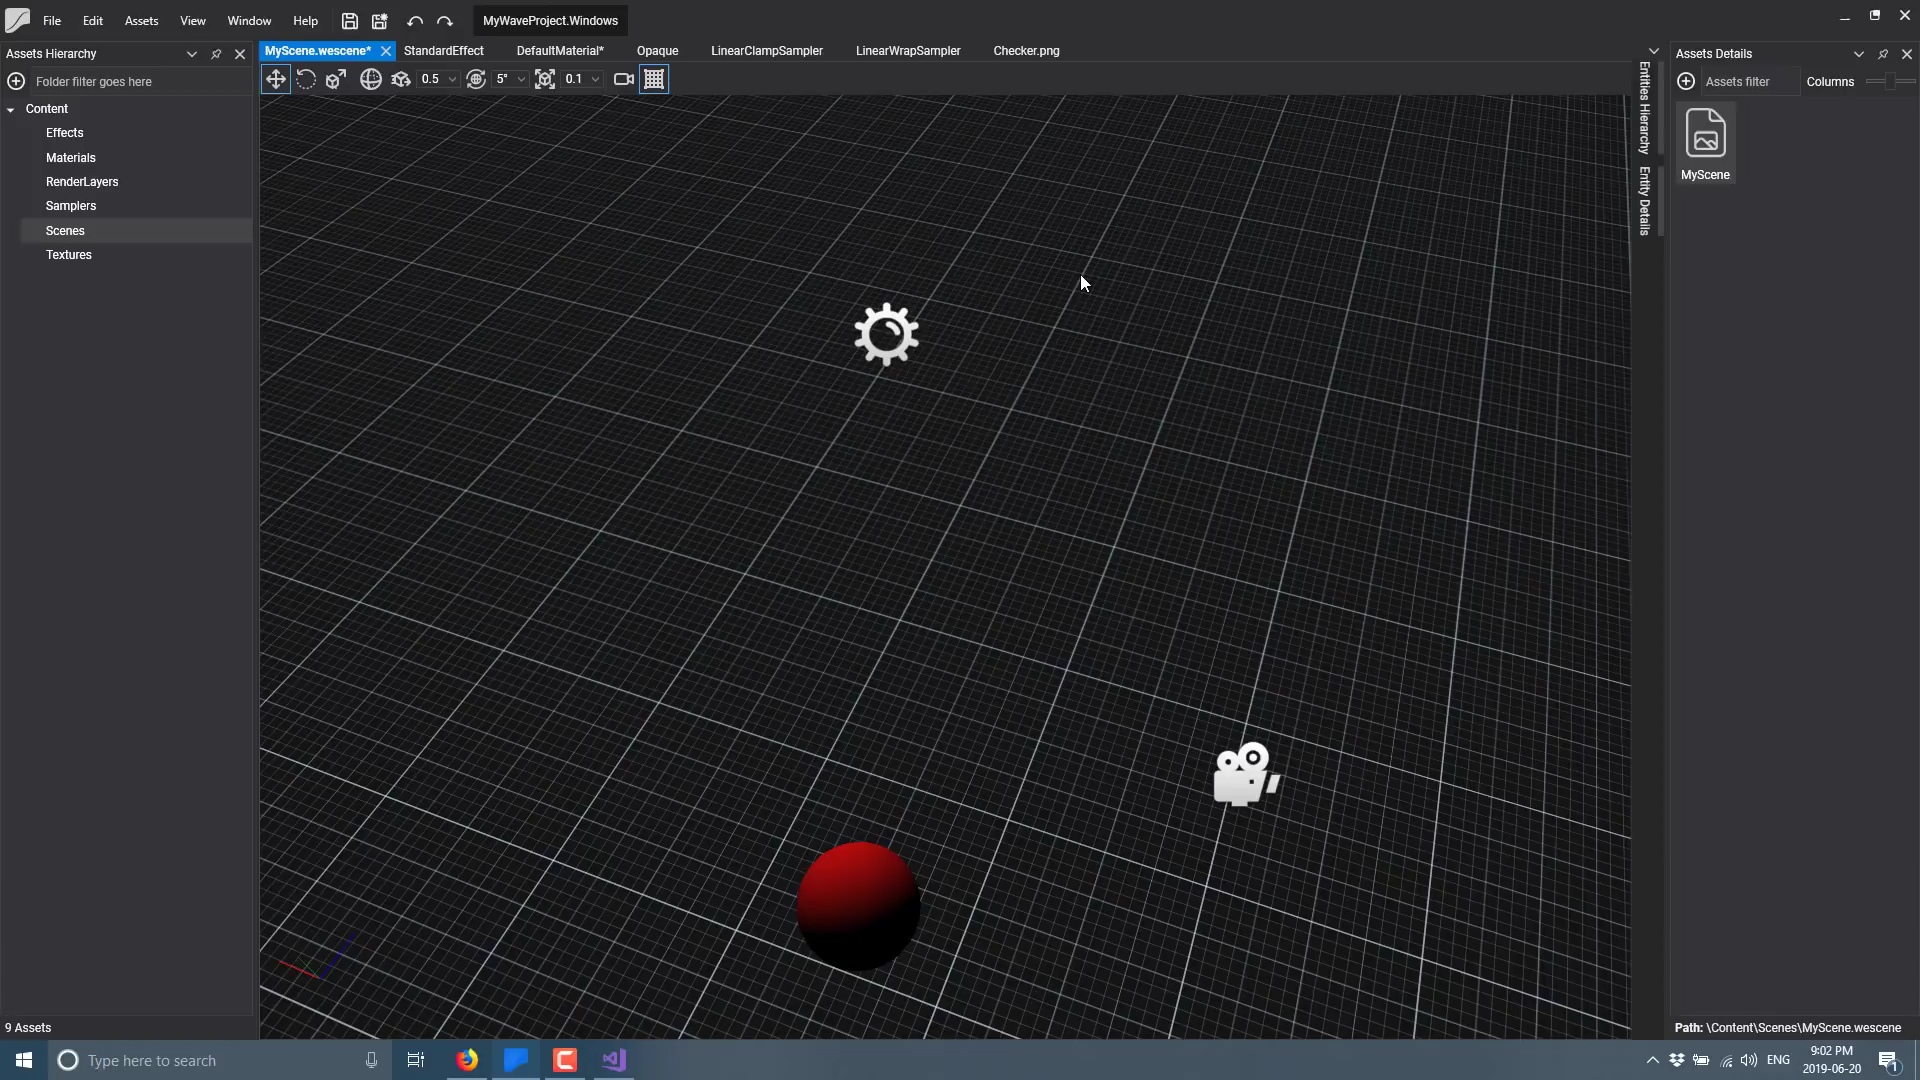 File Edit Assets View Window Help MyWaveProject.Windows
Assets Hierarchy
Folder filter goes here
Content
Effects
Materials
RenderLayers
Samplers
Scenes
Textures
9 Assets
MyScene.wescene* StandardEffect DefaultMaterial* Opaque LinearClampSampler LinearWrapSampler Checker.png
0.5 5° 0.1
Entities Hierarchy
Entity Details
Assets Details
Assets filter Columns
MyScene
Path: \Content\Scenes\MyScene.wescene
Type here to search
ENG
9:02 PM
2019-06-20
1